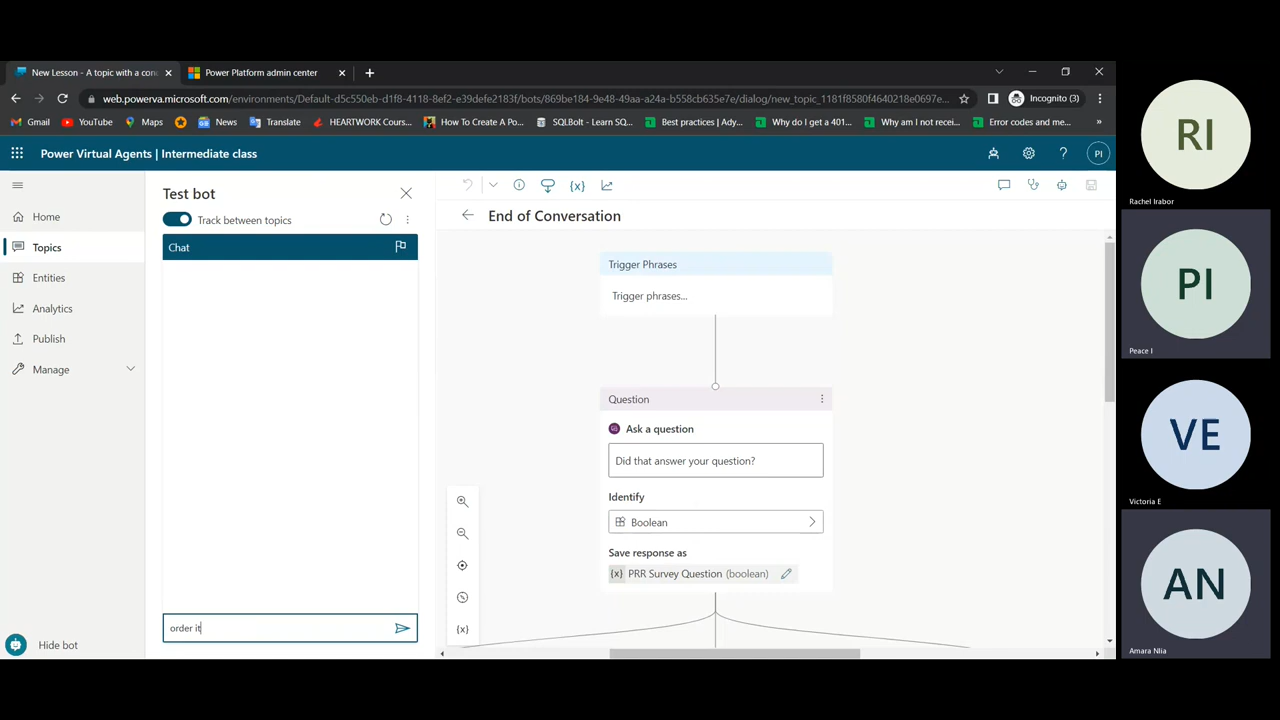 New Lesson - A topic with a con
Power Platform admin center
web.powerva.microsoft.com/environments/Default-d5c550eb-d1f8-4118-8ef2-e39defe2183f/bots/869be184-9e48-49aa-a24a-b558cb635e7e/dialog/new_topic_1181f8580f4640218e0697e...
Incognito (3)
Gmail
YouTube
Maps
News
Translate
HEARTWORK Cours...
How To Create A Po...
SQLBolt - Learn SQ...
Best practices | Ady...
Why do I get a 401...
Why am I not recei...
Error codes and me...
»
Power Virtual Agents | Intermediate class
PI
Home
Topics
Entities
Analytics
Publish
Manage
Hide bot
Test bot
Track between topics
Chat
order it
{x}
End of Conversation
Trigger Phrases
Trigger phrases...
Question
Ask a question
Did that answer your question?
Identify
Boolean
Save response as
{x} PRR Survey Question (boolean)
{x}
RI
Rachel Irabor
PI
Peace I
VE
Victoria E
AN
Amara Nlia